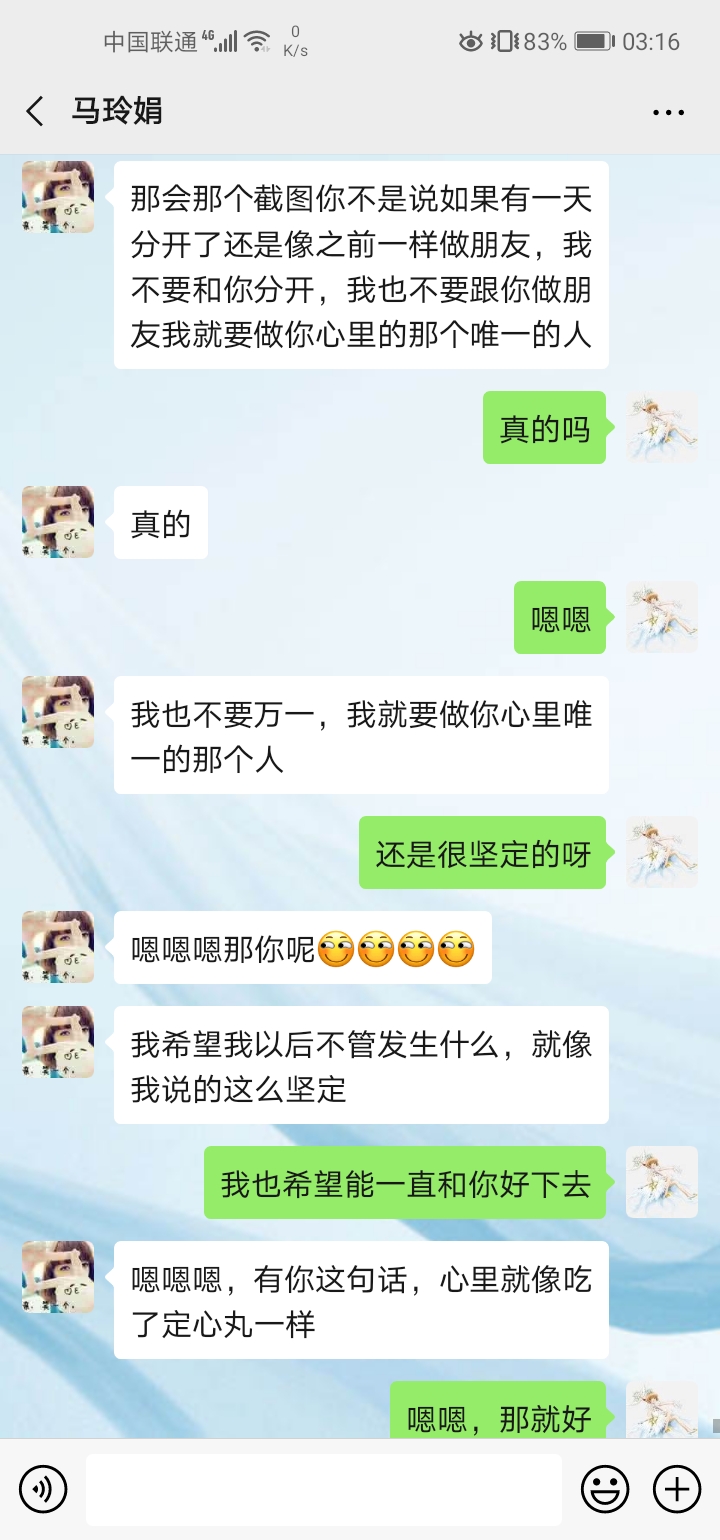 中国联通 4G 0 K/s 83% 03:16
马玲娟
那会那个截图你不是说如果有一天
分开了还是像之前一样做朋友，我
不要和你分开，我也不要跟你做朋
友我就要做你心里的那个唯一的人
真的吗
真的
嗯嗯
我也不要万一，我就要做你心里唯
一的那个人
还是很坚定的呀
嗯嗯嗯那你呢
我希望我以后不管发生什么，就像
我说的这么坚定
我也希望能一直和你好下去
嗯嗯嗯，有你这句话，心里就像吃
了定心丸一样
嗯嗯，那就好